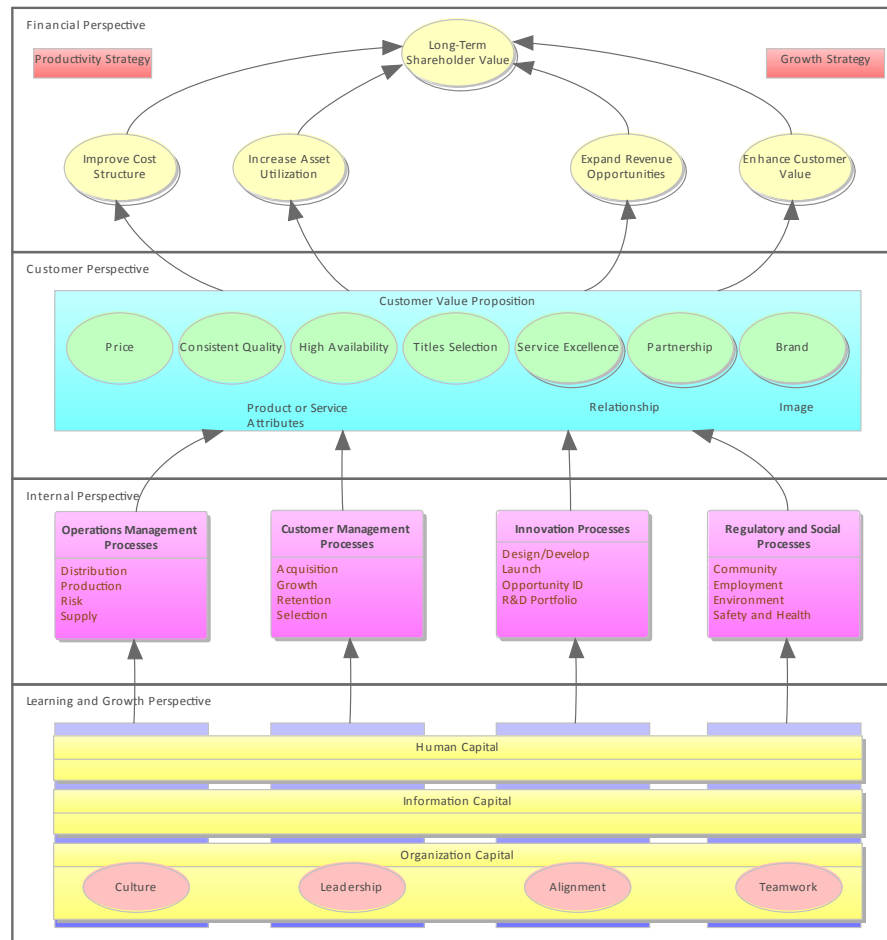 Financial Perspective
Long-Term
Shareholder Value
Productivity Strategy
Growth Strategy
Improve Cost
Structure
Increase Asset
Utilization
Expand Revenue
Opportunities
Enhance Customer
Value
Customer Perspective
Customer Value Proposition
Price
Consistent Quality
High Availability
Titles Selection
Service Excellence
Partnership
Brand
Product or Service
Attributes
Relationship
Image
Internal Perspective
Operations Management
Processes
Distribution
Production
Risk
Supply
Customer Management
Processes
Acquisition
Growth
Retention
Selection
Innovation Processes
Design/Develop
Launch
Opportunity ID
R&D Portfolio
Regulatory and Social
Processes
Community
Employment
Environment
Safety and Health
Learning and Growth Perspective
Human Capital
Information Capital
Organization Capital
Culture
Leadership
Alignment
Teamwork